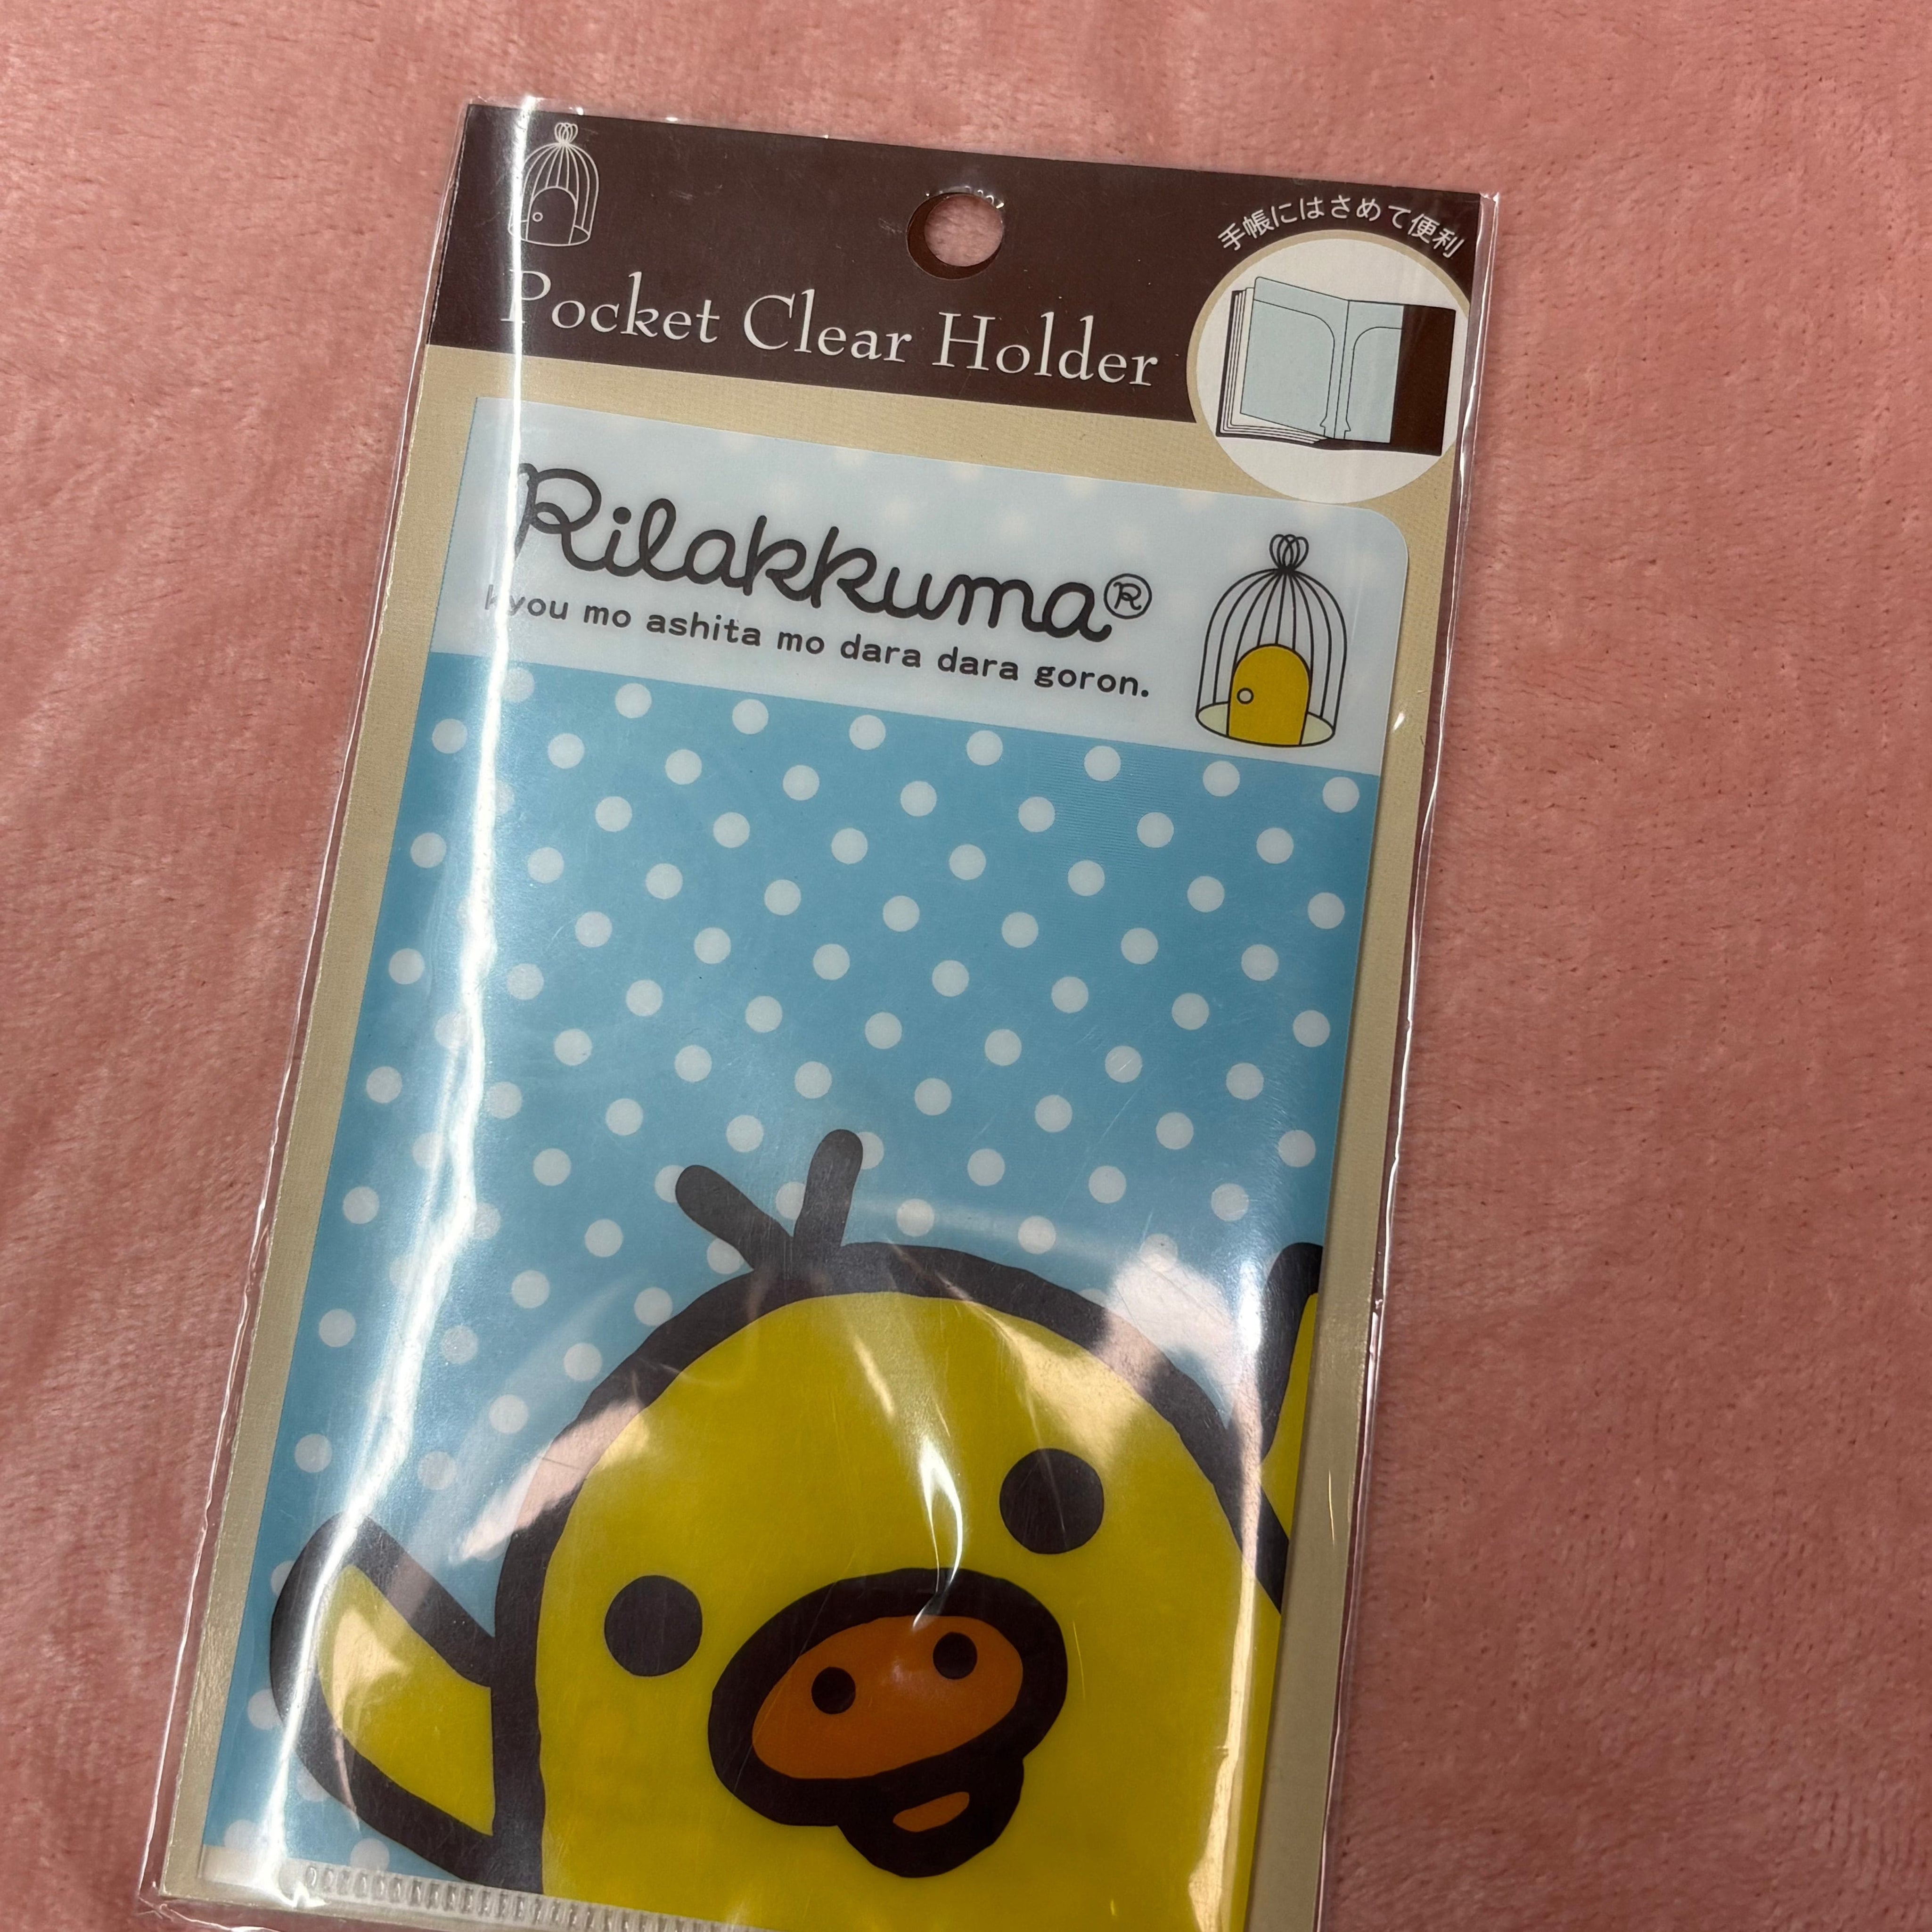 手帳にはさめて便利
Pocket Clear Holder
Rilakkuma®
kyou mo ashita mo dara dara goron.